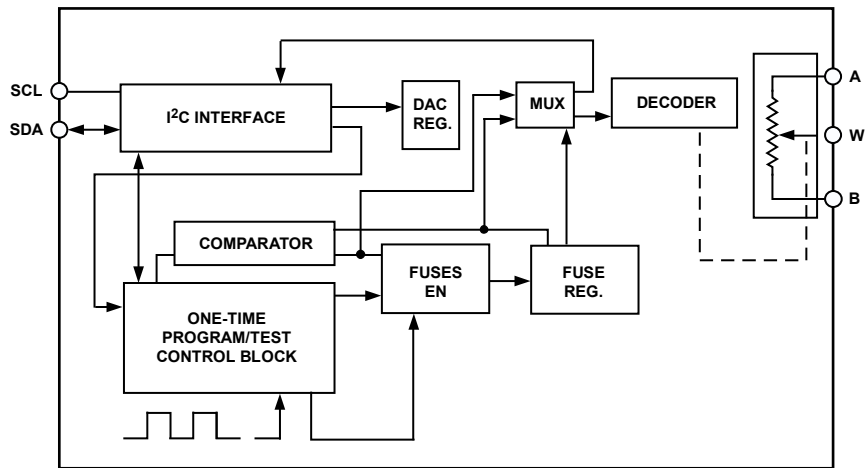 SCL
SDA
I²C INTERFACE
DAC
REG.
MUX
DECODER
A
W
B
COMPARATOR
FUSES
EN
FUSE
REG.
ONE-TIME
PROGRAM/TEST
CONTROL BLOCK